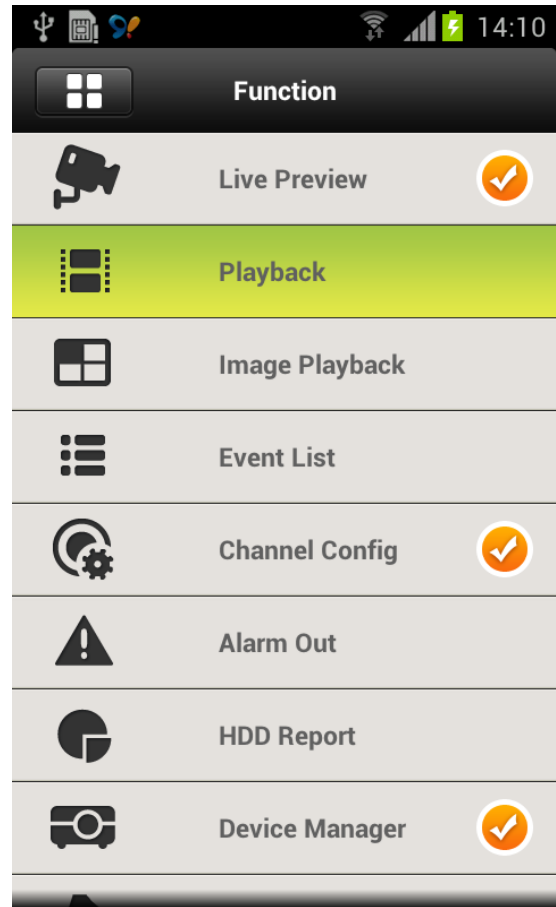 14:10
Function
Live Preview
Playback
Image Playback
Event List
Channel Config
Alarm Out
HDD Report
Device Manager